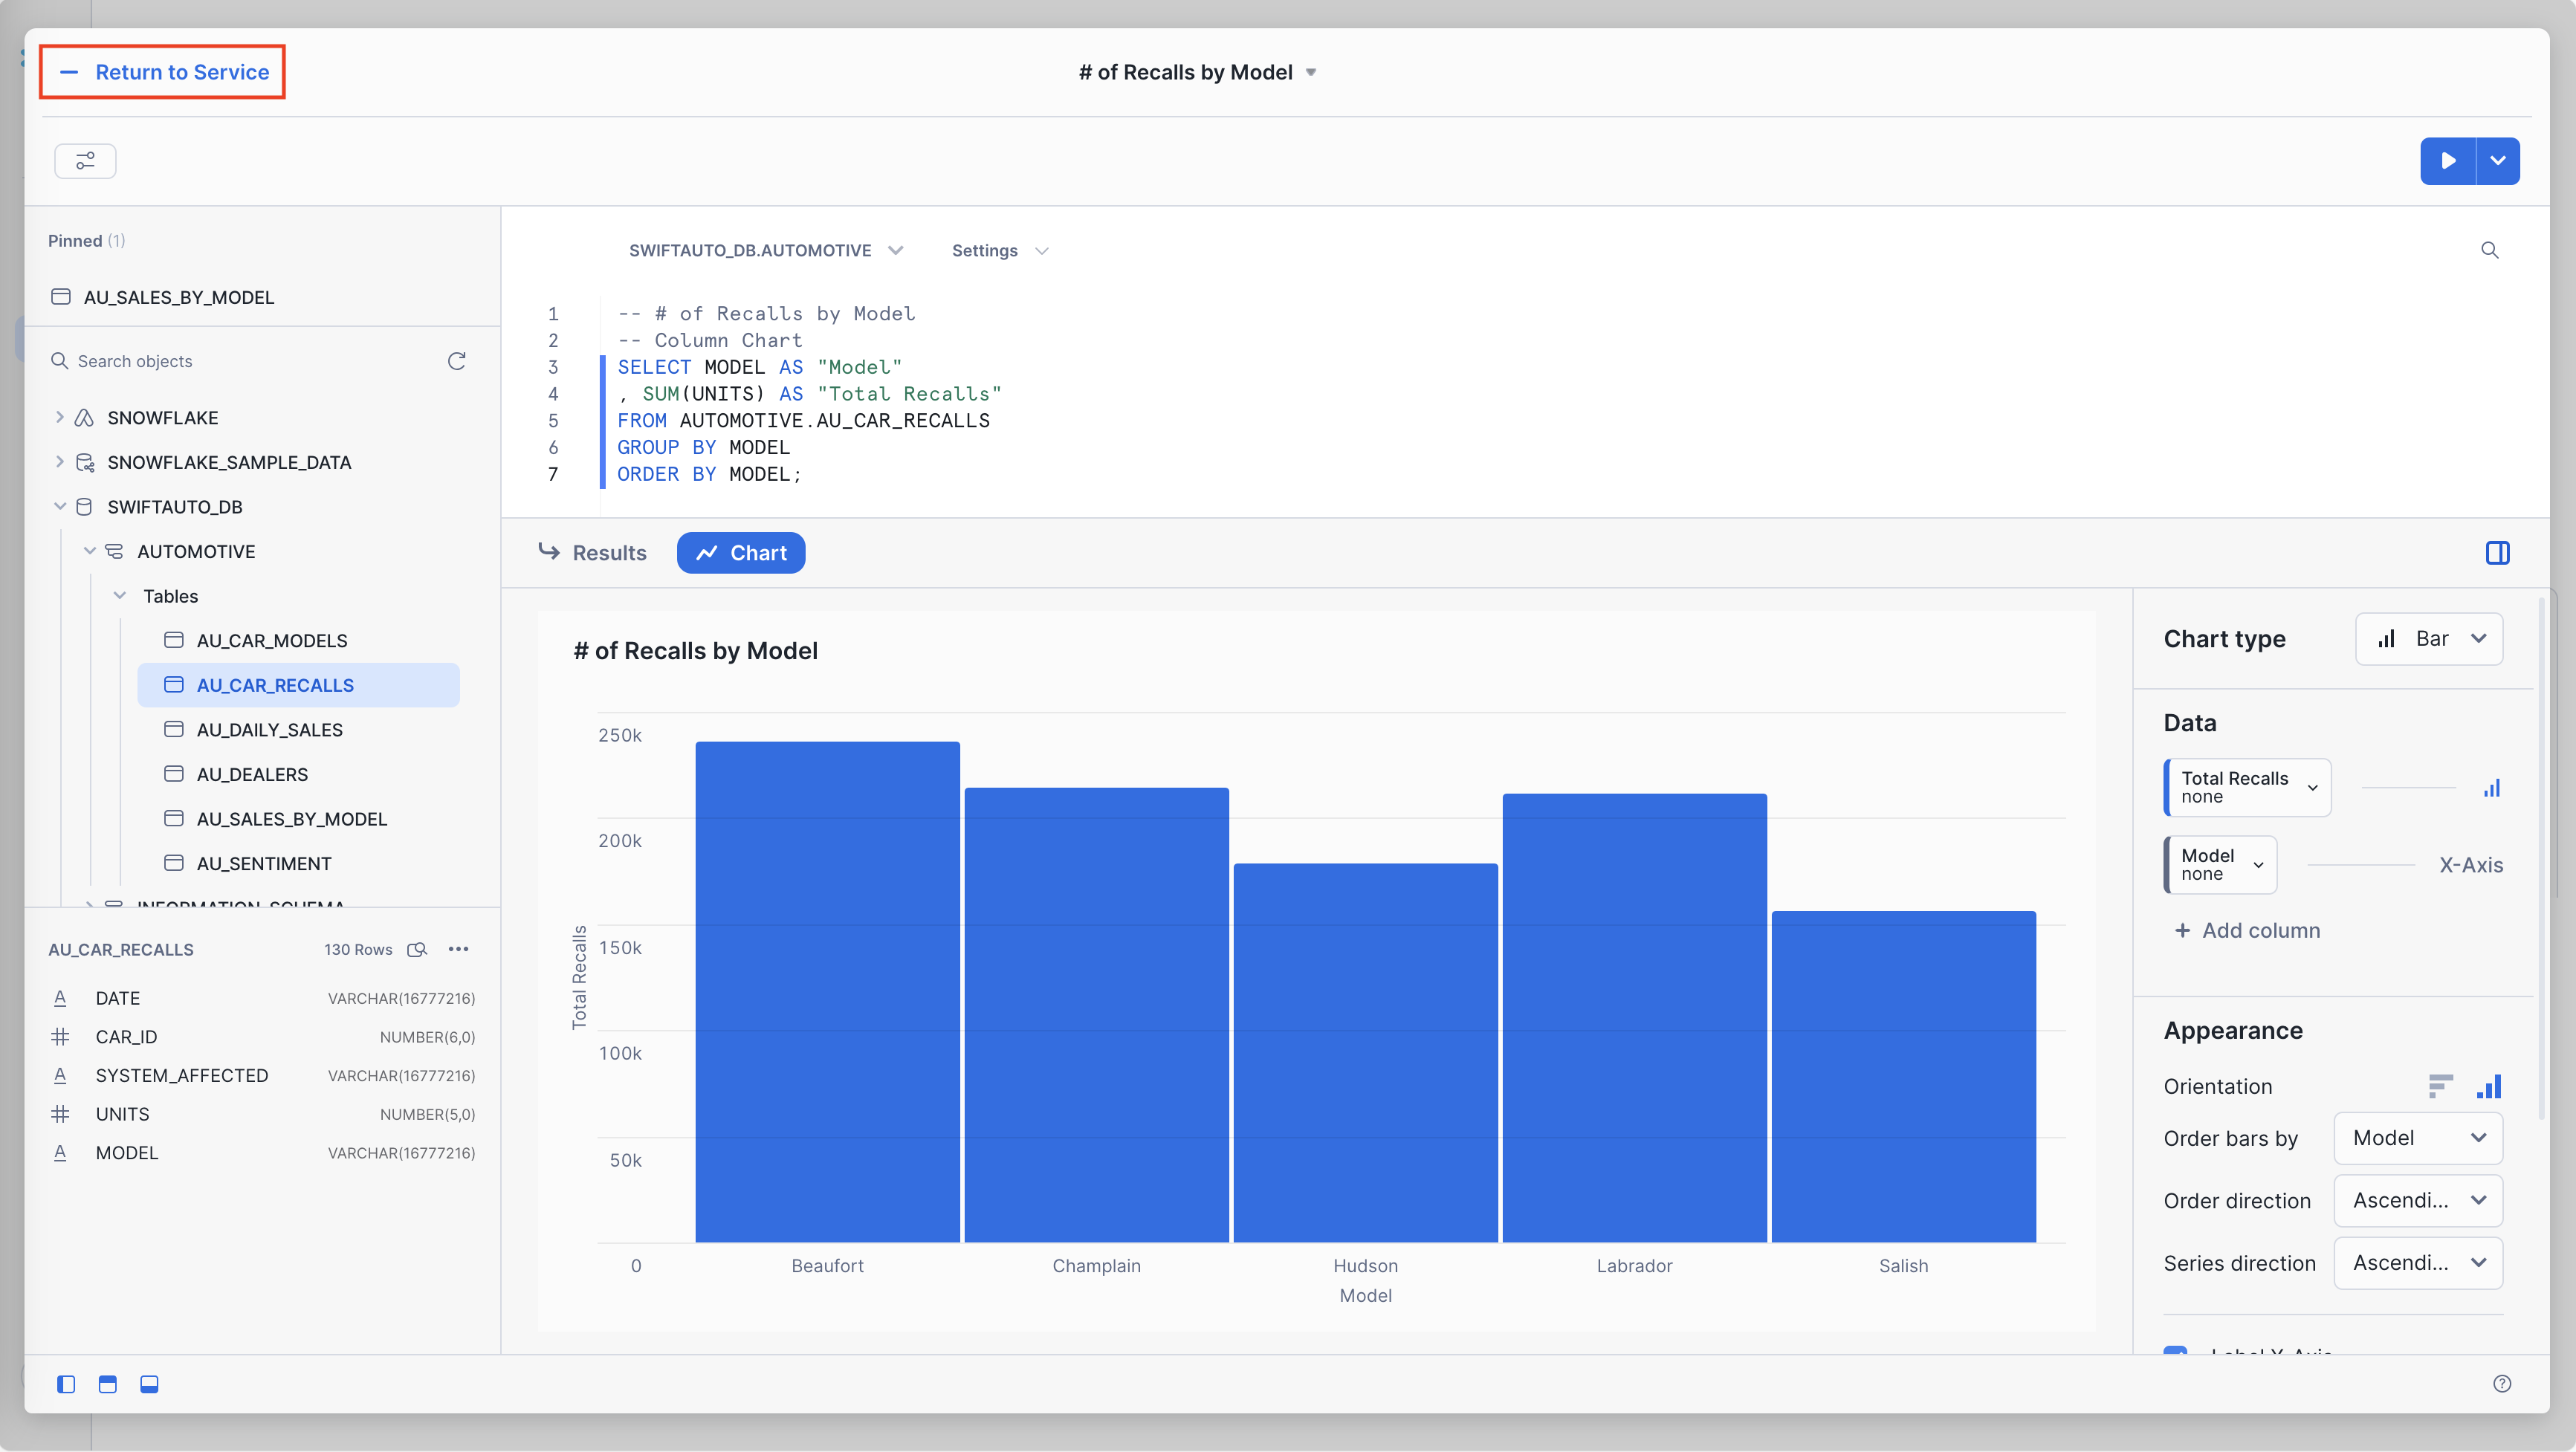 Return to Service
# of Recalls by Model
Pinned (1)
AU_SALES_BY_MODEL
Search objects
SNOWFLAKE
SNOWFLAKE_SAMPLE_DATA
SWIFTAUTO_DB
AUTOMOTIVE
Tables
AU_CAR_MODELS
AU_CAR_RECALLS
AU_DAILY_SALES
AU_DEALERS
AU_SALES_BY_MODEL
AU_SENTIMENT
INFORMATION_SCHEMA
AU_CAR_RECALLS 130 Rows
DATE VARCHAR(16777216)
CAR_ID NUMBER(6,0)
SYSTEM_AFFECTED VARCHAR(16777216)
UNITS NUMBER(5,0)
MODEL VARCHAR(16777216)
SWIFTAUTO_DB.AUTOMOTIVE Settings
1 -- # of Recalls by Model
2 -- Column Chart
3 SELECT MODEL AS "Model"
4 , SUM(UNITS) AS "Total Recalls"
5 FROM AUTOMOTIVE.AU_CAR_RECALLS
6 GROUP BY MODEL
7 ORDER BY MODEL;
Results Chart
# of Recalls by Model
250k
200k
150k
100k
50k
0
Total Recalls
Beaufort Champlain Hudson Labrador Salish
Model
Chart type Bar
Data
Total Recalls
none
Model
none
X-Axis
+ Add column
Appearance
Orientation
Order bars by Model
Order direction Ascendi...
Series direction Ascendi...
Label X-Axis